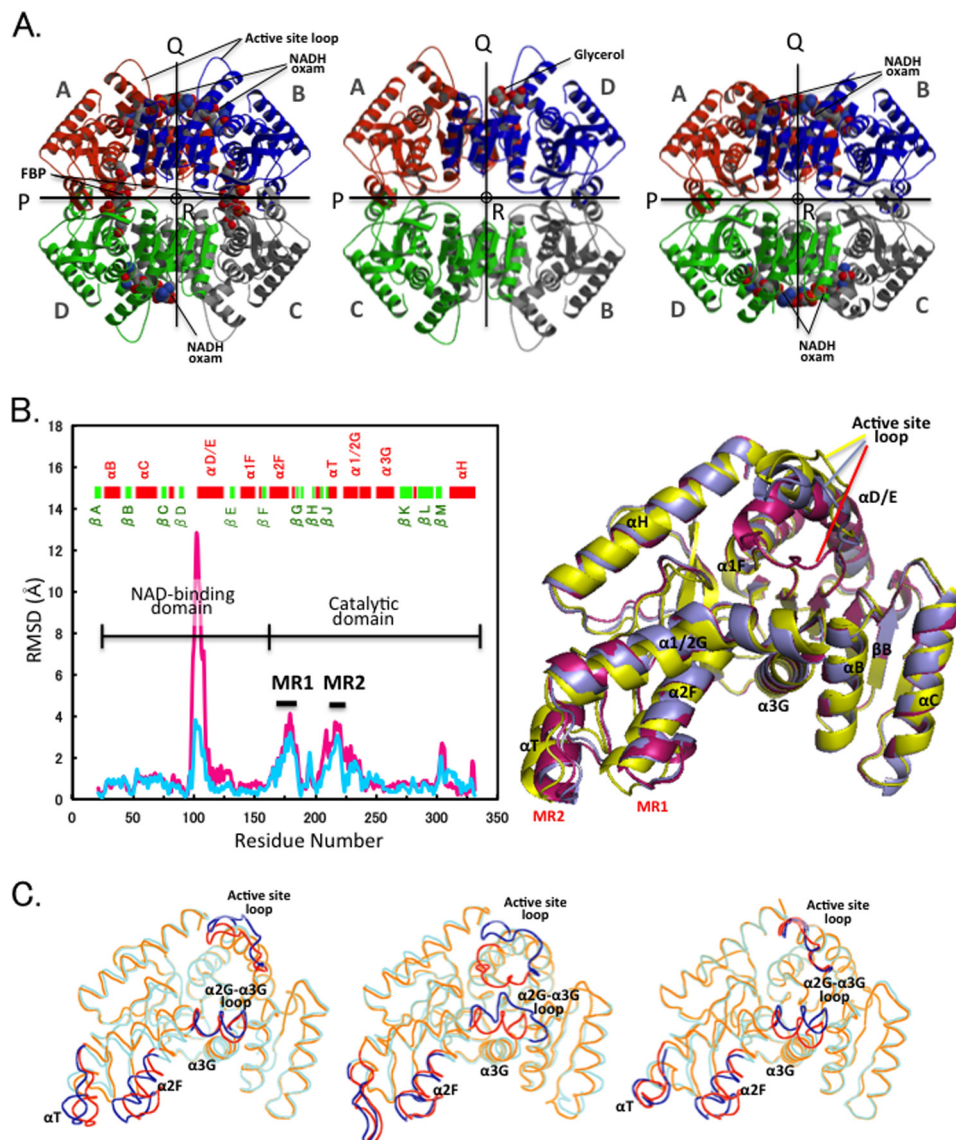 A.
Q
Active site loop
NADH
oxam
A
B
FBP
P
R
D
C
NADH
oxam
Q
Glycerol
A
D
P
R
C
B
Q
NADH
oxam
A
B
P
R
D
C
NADH
oxam
B.
RMSD (Å)
18
16
14
12
10
8
6
4
2
0
αB
αC
αD/E
α1F
α2F
αT
α1/2G
α3G
αH
βA
βB
βC
βD
βE
βF
βG
βH
βJ
βK
βL
βM
NAD-binding
domain
Catalytic
domain
MR1
MR2
0
50
100
150
200
250
300
350
Residue Number
Active site
loop
αD/E
αH
α1F
α1/2G
α2F
α3G
αB
βB
αC
αT
MR2
MR1
C.
Active site
loop
α2G-α3G
loop
α3G
α2F
αT
Active site
loop
α2G-α3G
loop
α3G
α2F
Active site
loop
α2G-α3G
loop
α3G
α2F
αT